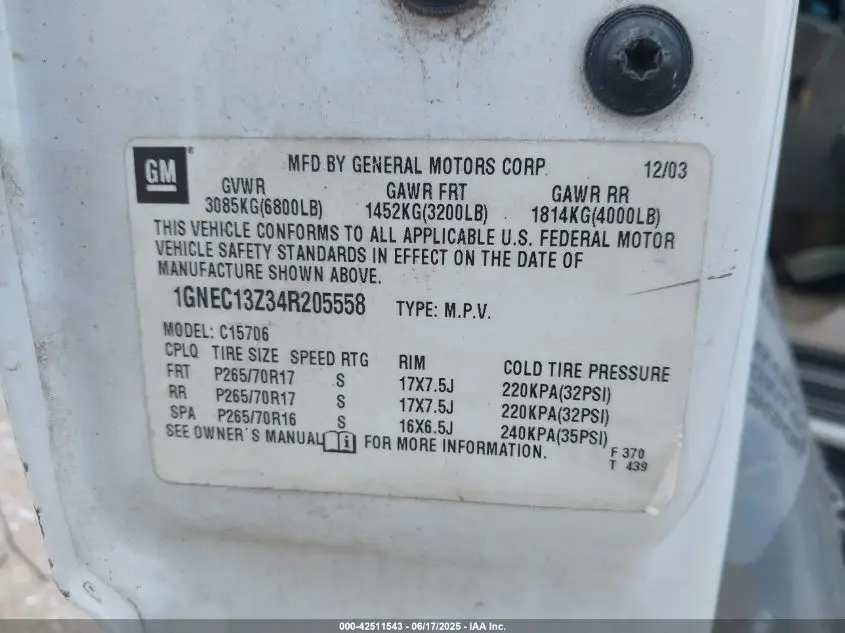 GM
MFD BY GENERAL MOTORS CORP 12/03
GVWR GAWR FRT GAWR RR
3085KG(6800LB) 1452KG(3200LB) 1814KG(4000LB)
THIS VEHICLE CONFORMS TO ALL APPLICABLE U.S. FEDERAL MOTOR
VEHICLE SAFETY STANDARDS IN EFFECT ON THE DATE OF
MANUFACTURE SHOWN ABOVE.
1GNEC13Z34R205558 TYPE: M.P.V.
MODEL: C15706
CPLQ TIRE SIZE SPEED RTG RIM COLD TIRE PRESSURE
FRT P265/70R17 S 17X7.5J 220KPA(32PSI)
RR P265/70R17 S 17X7.5J 220KPA(32PSI)
SPA P265/70R16 S 16X6.5J 240KPA(35PSI)
SEE OWNER'S MANUAL i FOR MORE INFORMATION.
F 370
T 439
000-42511543 / 06/17/2025 - IAA Inc.